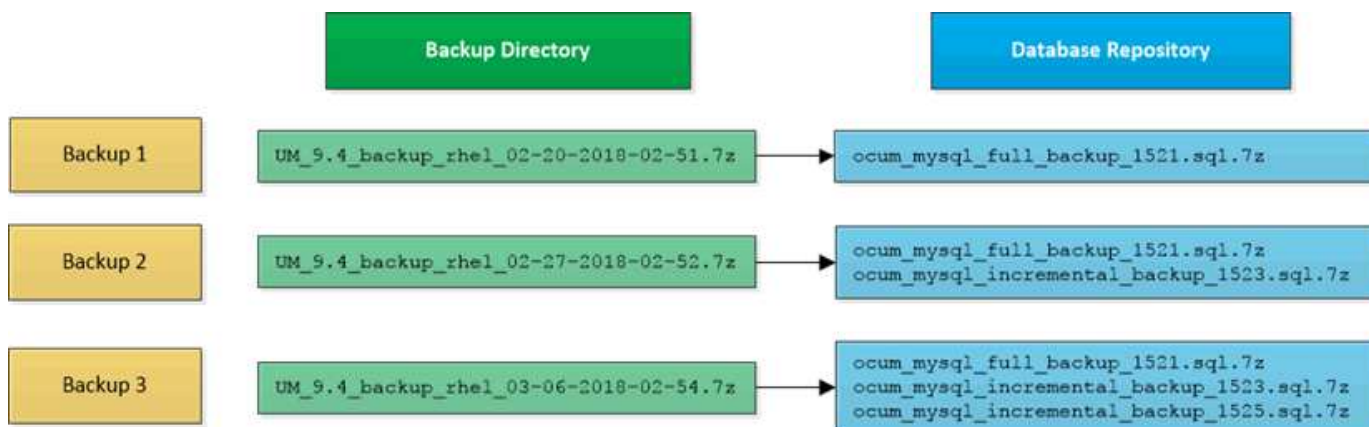 Backup Directory
Database Repository
Backup 1
UM_9.4_backup_rhel_02-20-2018-02-51.7z
ocum_mysql_full_backup_1521.sql.7z
Backup 2
UM_9.4_backup_rhel_02-27-2018-02-52.7z
ocum_mysql_full_backup_1521.sql.7z
ocum_mysql_incremental_backup_1523.sql.7z
Backup 3
UM_9.4_backup_rhel_03-06-2018-02-54.7z
ocum_mysql_full_backup_1521.sql.7z
ocum_mysql_incremental_backup_1523.sql.7z
ocum_mysql_incremental_backup_1525.sql.7z